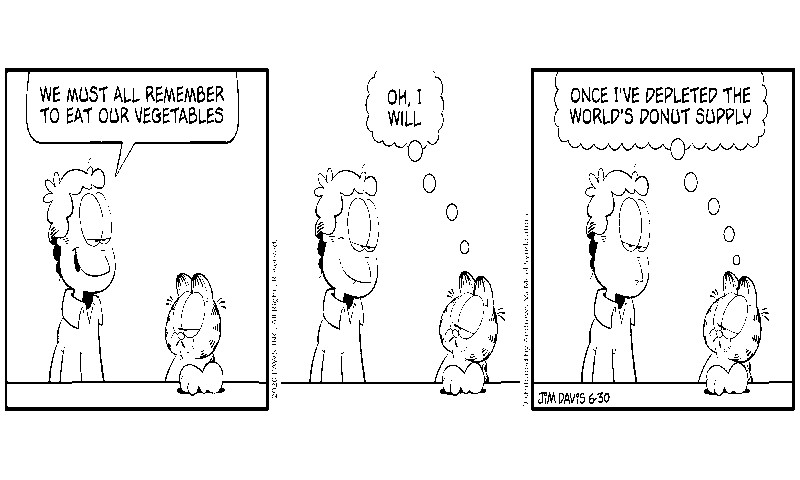 WE MUST ALL REMEMBER
TO EAT OUR VEGETABLES
OH, I
WILL
ONCE I'VE DEPLETED THE
WORLD'S DONUT SUPPLY
JIM DAVIS 6-30